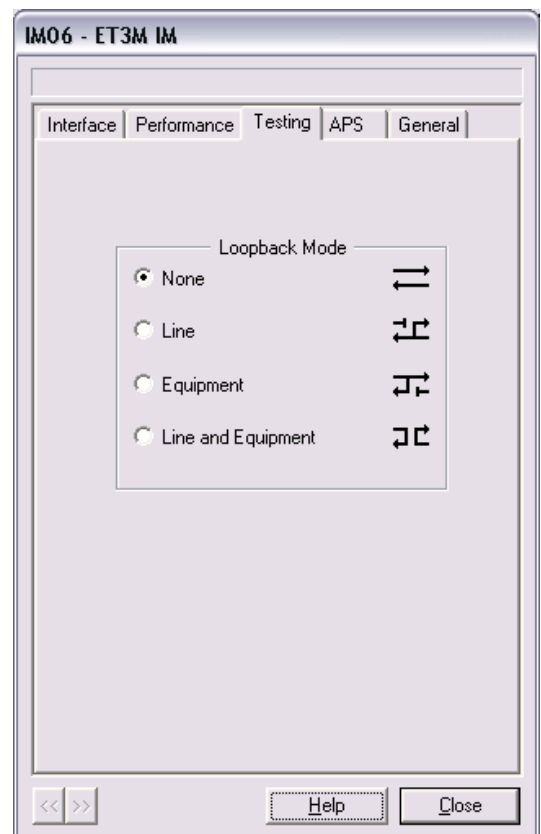 IM06 - ET3M IM
Interface Performance Testing APS General
Loopback Mode
None
Line
Equipment
Line and Equipment
<< >> Help Close